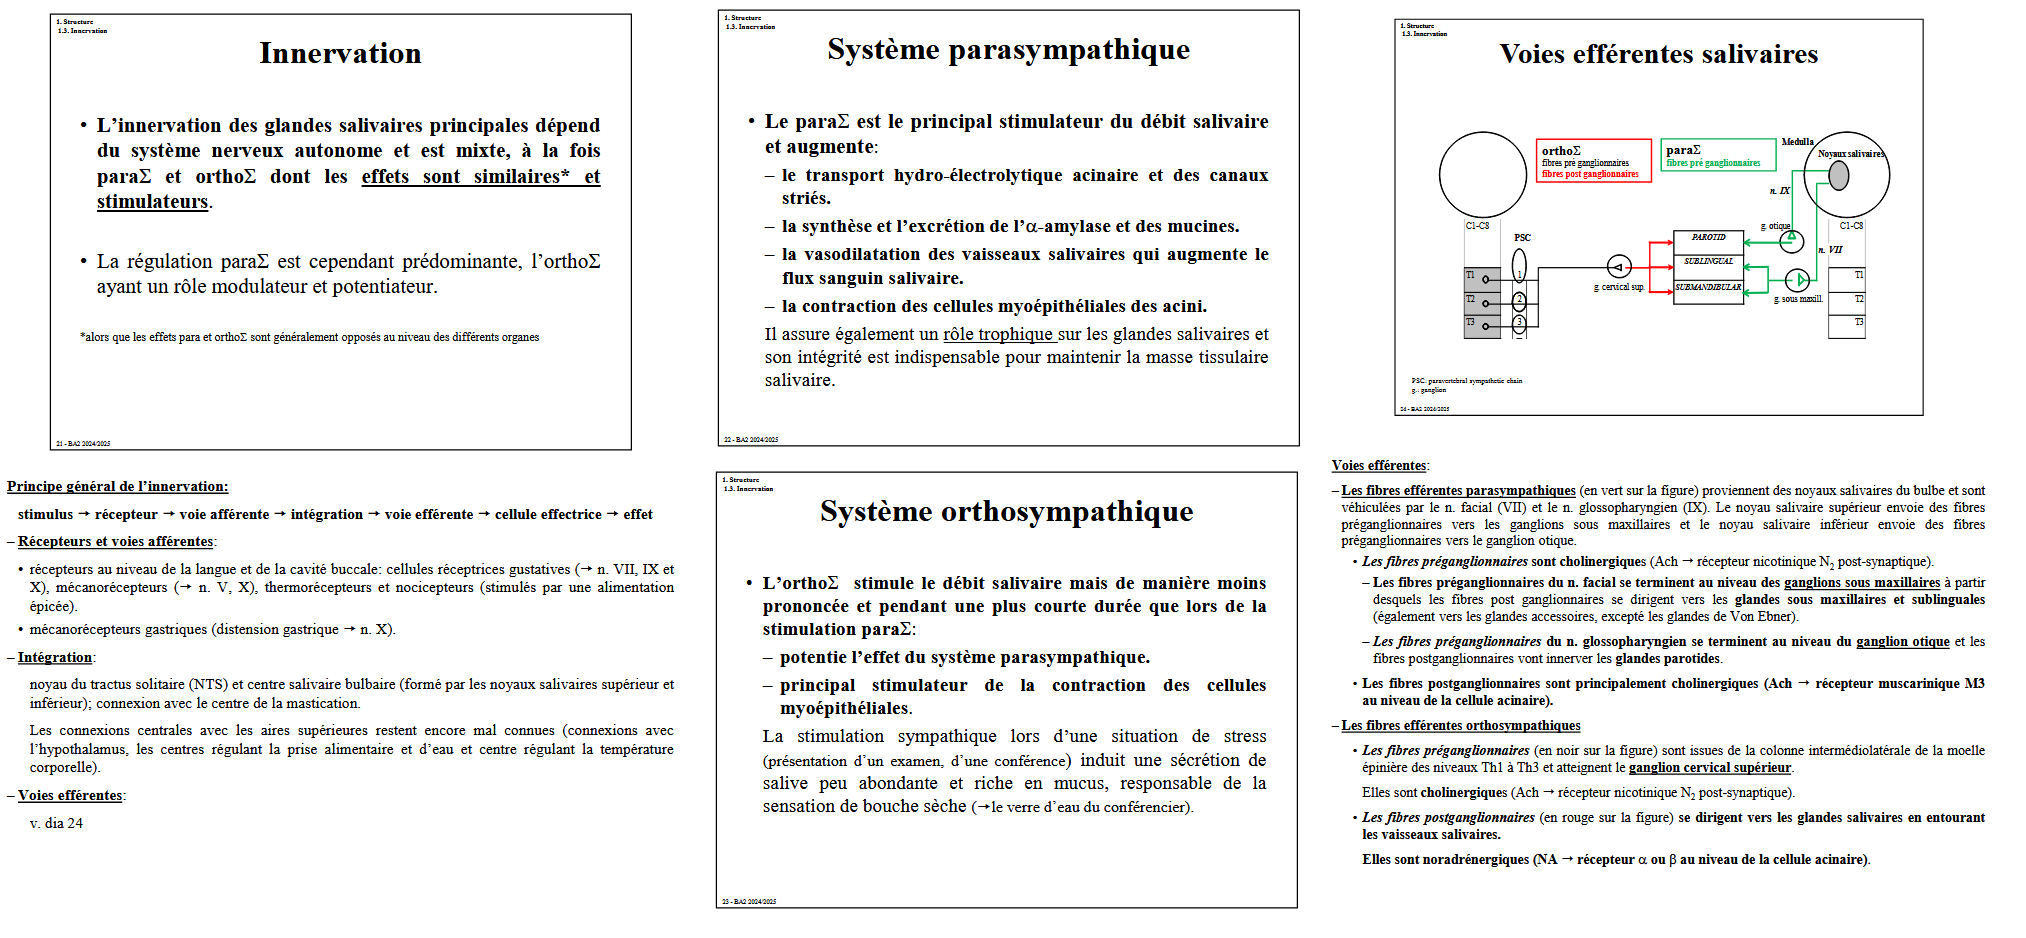 1. Structure
1.3. Innervation
Innervation
• L’innervation des glandes salivaires principales dépend
du système nerveux autonome et est mixte, à la fois
paraΣ et orthoΣ dont les effets sont similaires* et
stimulateurs.
• La régulation paraΣ est cependant prédominante, l’orthoΣ
ayant un rôle modulateur et potentiateur.
*alors que les effets para et orthoΣ sont généralement opposés au niveau des différents organes
21 - BA2 2024/2025
Principe général de l’innervation:
stimulus → récepteur → voie afférente → intégration → voie efférente → cellule effectrice → effet
– Récepteurs et voies afférentes:
• récepteurs au niveau de la langue et de la cavité buccale: cellules réceptrices gustatives (→ n. VII, IX et
X), mécanorécepteurs (→ n. V, X), thermorécepteurs et nocicepteurs (stimulés par une alimentation
épicée).
• mécanorécepteurs gastriques (distension gastrique → n. X).
– Intégration:
noyau du tractus solitaire (NTS) et centre salivaire bulbaire (formé par les noyaux salivaires supérieur et
inférieur); connexion avec le centre de la mastication.
Les connexions centrales avec les aires supérieures restent encore mal connues (connexions avec
l’hypothalamus, les centres régulant la prise alimentaire et d’eau et centre régulant la température
corporelle).
– Voies efférentes:
v. dia 24
1. Structure
1.3. Innervation
Système parasympathique
• Le paraΣ est le principal stimulateur du débit salivaire
et augmente:
– le transport hydro-électrolytique acinaire et des canaux
striés.
– la synthèse et l’excrétion de l’α-amylase et des mucines.
– la vasodilatation des vaisseaux salivaires qui augmente le
flux sanguin salivaire.
– la contraction des cellules myoépithéliales des acini.
Il assure également un rôle trophique sur les glandes salivaires et
son intégrité est indispensable pour maintenir la masse tissulaire
salivaire.
22 - BA2 2024/2025
1. Structure
1.3. Innervation
Système orthosympathique
• L’orthoΣ stimule le débit salivaire mais de manière moins
prononcée et pendant une plus courte durée que lors de la
stimulation paraΣ:
– potentie l’effet du système parasympathique.
– principal stimulateur de la contraction des cellules
myoépithéliales.
La stimulation sympathique lors d’une situation de stress
(présentation d’un examen, d’une conférence) induit une sécrétion de
salive peu abondante et riche en mucus, responsable de la
sensation de bouche sèche (→le verre d’eau du conférencier).
23 - BA2 2024/2025
1. Structure
1.3. Innervation
Voies efférentes salivaires
orthoΣ
fibres pré ganglionnaires
fibres post ganglionnaires
paraΣ
fibres pré ganglionnaires
Medulla
Noyaux salivaires
n. IX
C1-C8
PSC
g. otique
C1-C8
PAROTID
n. VII
SUBLINGUAL
SUBMANDIBULAR
g. cervical sup.
g. sous maxill.
T1
1
T1
T2
2
T2
T3
3
T3
PSC: paravertebral sympathetic chain
g.: ganglion
24 - BA2 2024/2025
Voies efférentes:
– Les fibres efférentes parasympathiques (en vert sur la figure) proviennent des noyaux salivaires du bulbe et sont
véhiculées par le n. facial (VII) et le n. glossopharyngien (IX). Le noyau salivaire supérieur envoie des fibres
préganglionnaires vers les ganglions sous maxillaires et le noyau salivaire inférieur envoie des fibres
préganglionnaires vers le ganglion otique.
• Les fibres préganglionnaires sont cholinergiques (Ach → récepteur nicotinique N2 post-synaptique).
– Les fibres préganglionnaires du n. facial se terminent au niveau des ganglions sous maxillaires à partir
desquels les fibres post ganglionnaires se dirigent vers les glandes sous maxillaires et sublinguales
(également vers les glandes accessoires, excepté les glandes de Von Ebner).
– Les fibres préganglionnaires du n. glossopharyngien se terminent au niveau du ganglion otique et les
fibres postganglionnaires vont innerver les glandes parotides.
• Les fibres postganglionnaires sont principalement cholinergiques (Ach → récepteur muscarinique M3
au niveau de la cellule acinaire).
– Les fibres efférentes orthosympathiques
• Les fibres préganglionnaires (en noir sur la figure) sont issues de la colonne intermédiolatérale de la moelle
épinière des niveaux Th1 à Th3 et atteignent le ganglion cervical supérieur.
Elles sont cholinergiques (Ach → récepteur nicotinique N2 post-synaptique).
• Les fibres postganglionnaires (en rouge sur la figure) se dirigent vers les glandes salivaires en entourant
les vaisseaux salivaires.
Elles sont noradrénergiques (NA → récepteur α ou β au niveau de la cellule acinaire).